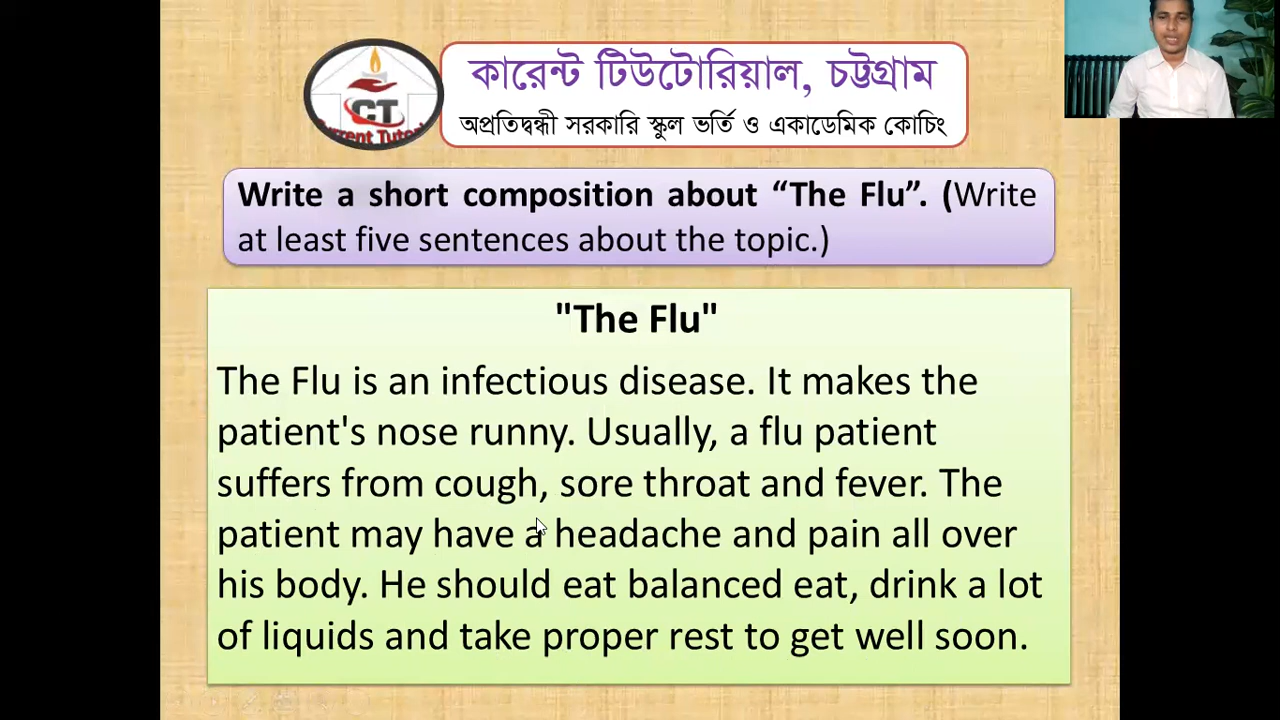 কারেন্ট টিউটোরিয়াল, চট্টগ্রাম
অপ্রতিদ্বন্ধী সরকারি স্কুল ভর্তি ও একাডেমিক কোচিং
CT
Current Tutori
Write a short composition about “The Flu”. (Write
at least five sentences about the topic.)
"The Flu"
The Flu is an infectious disease. It makes the
patient's nose runny. Usually, a flu patient
suffers from cough, sore throat and fever. The
patient may have a headache and pain all over
his body. He should eat balanced eat, drink a lot
of liquids and take proper rest to get well soon.